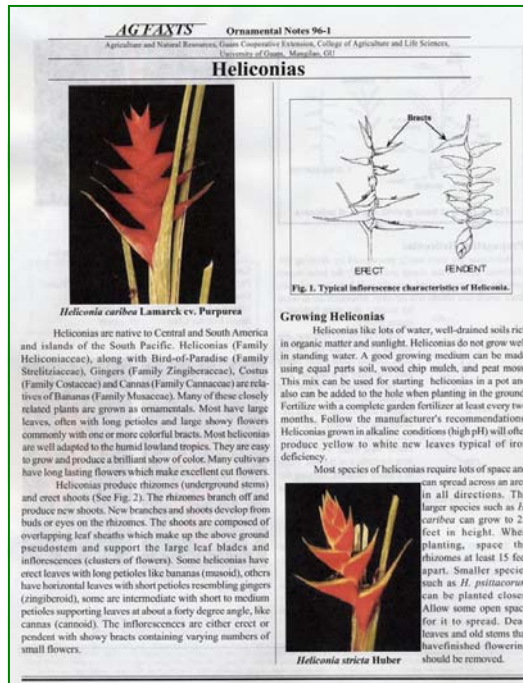 AG FAXTS Ornamental Notes 96-1
Agriculture and Natural Resources, Guam Cooperative Extension, College of Agriculture and Life Sciences,
University of Guam, Mangilao, GU
Heliconias
Heliconia caribea Lamarck cv. Purpurea
Heliconias are native to Central and South America
and islands of the South Pacific. Heliconias (Family
Heliconiaceae), along with Bird-of-Paradise (Family
Strelitziaceae), Gingers (Family Zingiberaceae), Costus
(Family Costaceae) and Cannas (Family Cannaceae) are rela-
tives of Bananas (Family Musaceae). Many of these closely
related plants are grown as ornamentals. Most have large
leaves, often with long petioles and large showy flowers
commonly with one or more colorful bracts. Most heliconias
are well adapted to the humid lowland tropics. They are easy
to grow and produce a brilliant show of color. Many cultivars
have long lasting flowers which make excellent cut flowers.
Heliconias produce rhizomes (underground stems)
and erect shoots (See Fig. 2). The rhizomes branch off and
produce new shoots. New branches and shoots develop from
buds or eyes on the rhizomes. The shoots are composed of
overlapping leaf sheaths which make up the above ground
pseudostem and support the large leaf blades and
inflorescences (clusters of flowers). Some heliconias have
erect leaves with long petioles like bananas (musoid), others
have horizontal leaves with short petioles resembling gingers
(zingiberoid), some are intermediate with short to medium
petioles supporting leaves at about a forty degree angle, like
cannas (cannoid). The inflorescences are either erect or
pendent with showy bracts containing varying numbers of
small flowers.
Bracts
ERECT PENDENT
Fig. 1. Typical inflorescence characteristics of Heliconia.
Growing Heliconias
Heliconias like lots of water, well-drained soils ric
in organic matter and sunlight. Heliconias do not grow wel
in standing water. A good growing medium can be mad
using equal parts soil, wood chip mulch, and peat moss
This mix can be used for starting heliconias in a pot an
also can be added to the hole when planting in the ground
Fertilize with a complete garden fertilizer at least every
months. Follow the manufacturer's recommendations
Heliconias grown in alkaline conditions (high pH) will ofte
produce yellow to white new leaves typical of iro
deficiency.
Most species of heliconias require lots of space an
can spread across an are
in all directions. Th
larger species such as H.
caribea can grow to 2
feet in height. Whe
planting, space th
rhizomes at least 15 fee
apart. Smaller specie
such as H. psittacorum
can be planted close
Allow some open spac
for it to spread. Dea
leaves and old stems tha
havefinished flowerin
should be removed.
Heliconia stricta Huber